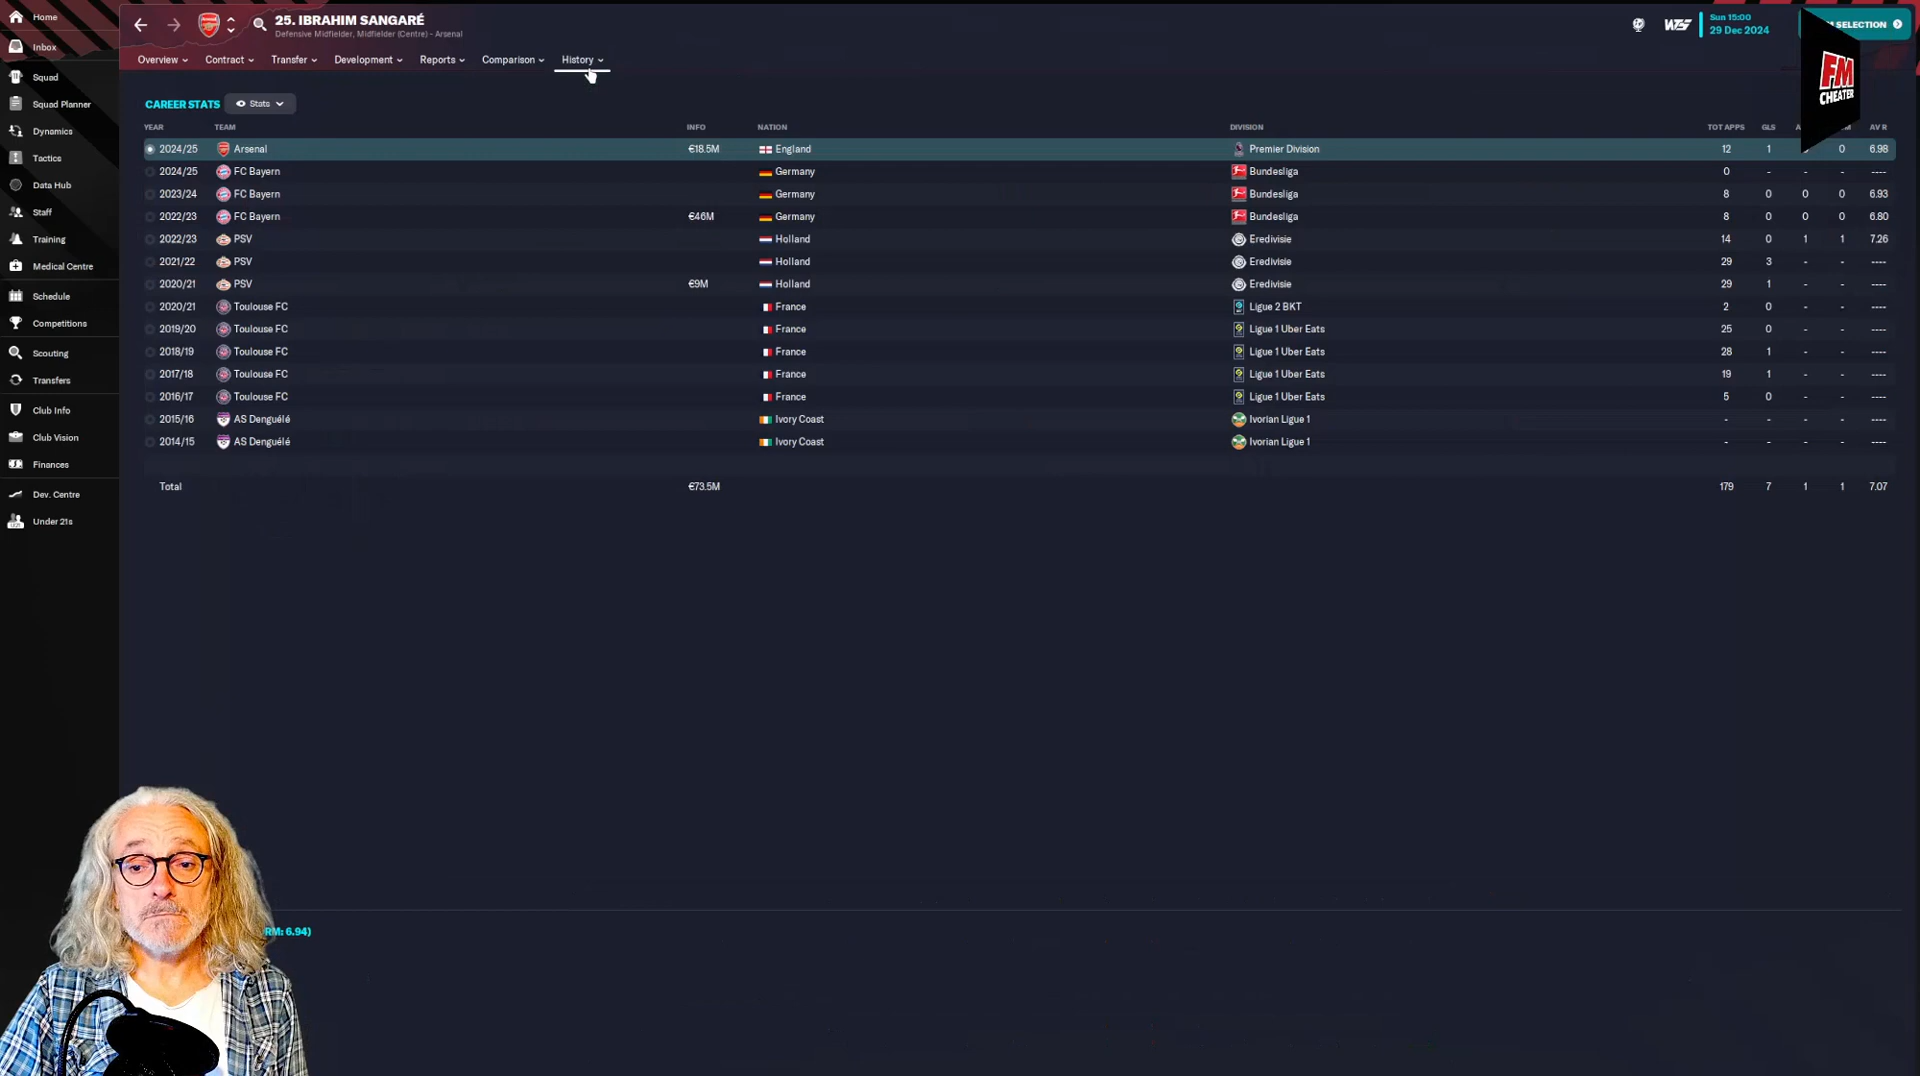 Home
Inbox
Squad
Squad Planner
Dynamics
Tactics
Data Hub
Staff
Training
Medical Centre
Schedule
Competitions
Scouting
Transfers
Club Info
Club Vision
Finances
Dev. Centre
Under 21s
25. IBRAHIM SANGARÉ
Defensive Midfielder, Midfielder (Centre) - Arsenal
Sun 15:00
29 Dec 2024
SELECTION
FM
CHEATER
Overview Contract Transfer Development Reports Comparison History
CAREER STATS Stats
YEAR TEAM INFO NATION DIVISION TOT APPS GLS AV R
2024/25 Arsenal €18.5M England Premier Division 12 1 0 6.98
2024/25 FC Bayern Germany Bundesliga 0 - - - ----
2023/24 FC Bayern Germany Bundesliga 8 0 0 0 6.93
2022/23 FC Bayern €46M Germany Bundesliga 8 0 0 0 6.80
2022/23 PSV Holland Eredivisie 14 0 1 1 7.26
2021/22 PSV Holland Eredivisie 29 3 - - ----
2020/21 PSV €9M Holland Eredivisie 29 1 - - ----
2020/21 Toulouse FC France Ligue 2 BKT 2 0 - - ----
2019/20 Toulouse FC France Ligue 1 Uber Eats 25 0 - - ----
2018/19 Toulouse FC France Ligue 1 Uber Eats 28 1 - - ----
2017/18 Toulouse FC France Ligue 1 Uber Eats 19 1 - - ----
2016/17 Toulouse FC France Ligue 1 Uber Eats 5 0 - - ----
2015/16 AS Denguélé Ivory Coast Ivorian Ligue 1 - - - - ----
2014/15 AS Denguélé Ivory Coast Ivorian Ligue 1 - - - - ----
Total €73.5M 179 7 1 1 7.07
RM: 6.94)